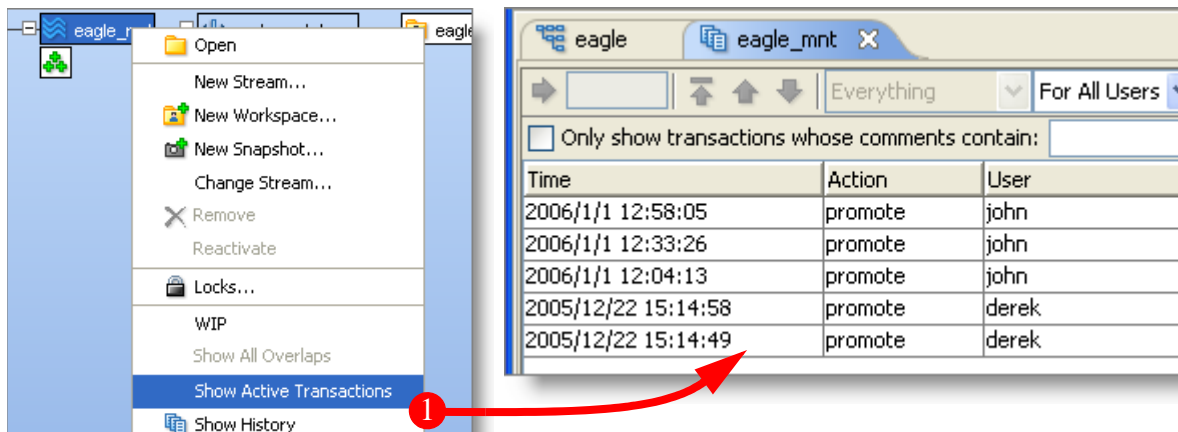 eagle_
eagle
Open
New Stream...
New Workspace...
New Snapshot...
Change Stream...
Remove
Reactivate
Locks...
WIP
Show All Overlaps
Show Active Transactions
Show History
1
eagle eagle_mnt
Everything For All Users
Only show transactions whose comments contain:
Time Action User
2006/1/1 12:58:05 promote john
2006/1/1 12:33:26 promote john
2006/1/1 12:04:13 promote john
2005/12/22 15:14:58 promote derek
2005/12/22 15:14:49 promote derek